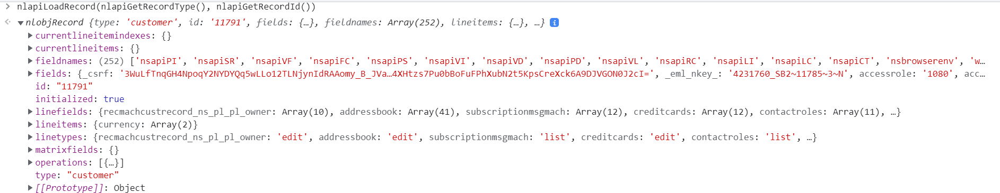 > nlapiLoadRecord(nlapiGetRecordType(), nlapiGetRecordId())
nlobjRecord {type: 'customer', id: '11791', fields: {…}, fieldnames: Array(252), lineitems: {…}, …} i
currentlineitemindexes: {}
currentlineitems: {}
fieldnames: (252) ['nsapiPI', 'nsapiSR', 'nsapiVF', 'nsapiFC', 'nsapiPS', 'nsapiVI', 'nsapiVD', 'nsapiPD', 'nsapiVL', 'nsapiRC', 'nsapiLI', 'nsapiLC', 'nsapiCT', 'nsbrowserenv', 'w…
fields: {_csrf: '3WuLfTnqGH4NpoqY2NYDYQq5wLLo12TLNjynIdRAAomy_B_JVa…4XHtzs7Pu0bBoFuFPhXubN2t5KpsCreXck6A9DJVGON0J2cI=', _eml_nkey_: '4231760_SB2~11785~3~N', accessrole: '1080', acc…
id: "11791"
initialized: true
linefields: {recmachcustrecord_ns_pl_pl_owner: Array(10), addressbook: Array(41), subscriptionmsgmach: Array(12), creditcards: Array(12), contactroles: Array(11), …}
lineitems: {currency: Array(2)}
linetypes: {recmachcustrecord_ns_pl_pl_owner: 'edit', addressbook: 'edit', subscriptionmsgmach: 'list', creditcards: 'edit', contactroles: 'list', …}
matrixfields: {}
operations: [{…}]
type: "customer"
[[Prototype]]: Object